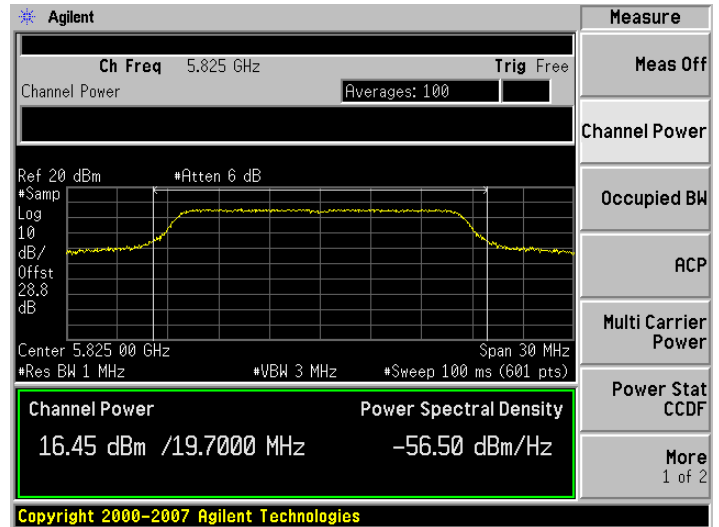 Agilent
Measure
Ch Freq 5.825 GHz Trig Free
Channel Power Averages: 100
Ref 20 dBm #Atten 6 dB
#Samp
Log
10
dB/
Offst
28.8
dB
Center 5.825 00 GHz Span 30 MHz
#Res BW 1 MHz #VBW 3 MHz #Sweep 100 ms (601 pts)
Channel Power Power Spectral Density
16.45 dBm /19.7000 MHz -56.50 dBm/Hz
Meas Off
Channel Power
Occupied BW
ACP
Multi Carrier
Power
Power Stat
CCDF
More
1 of 2
Copyright 2000-2007 Agilent Technologies